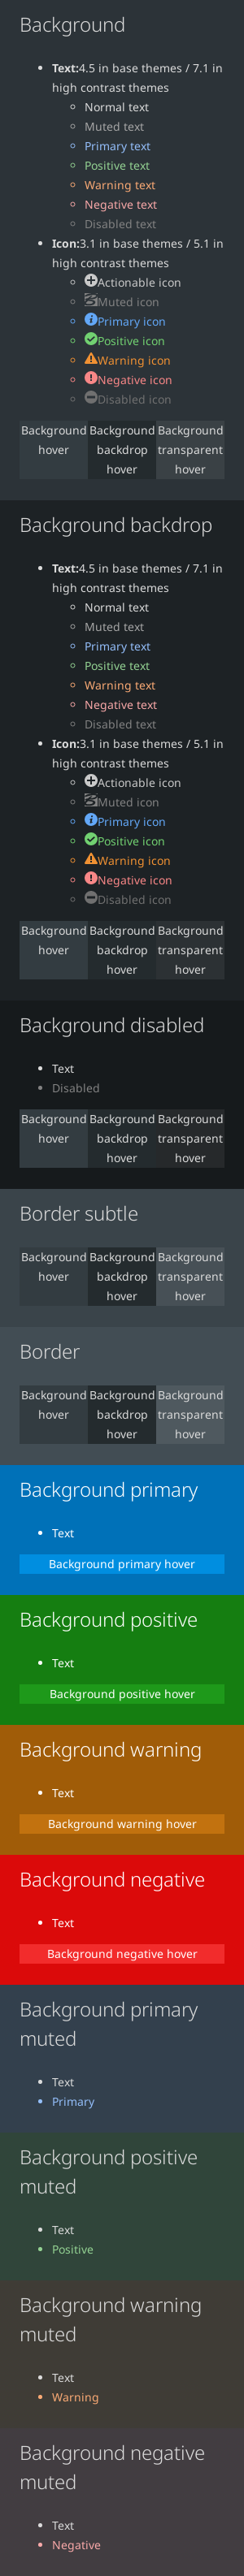 Background
Text:4.5 in base themes / 7.1 in
high contrast themes
Normal text
Muted text
Primary text
Positive text
Warning text
Negative text
Disabled text
Icon:3.1 in base themes / 5.1 in
high contrast themes
Actionable icon
Muted icon
Primary icon
Positive icon
Warning icon
Negative icon
Disabled icon
Background Background Background
hover backdrop transparent
hover hover
Background backdrop
Text:4.5 in base themes / 7.1 in
high contrast themes
Normal text
Muted text
Primary text
Positive text
Warning text
Negative text
Disabled text
Icon:3.1 in base themes / 5.1 in
high contrast themes
Actionable icon
Muted icon
Primary icon
Positive icon
Warning icon
Negative icon
Disabled icon
Background Background Background
hover backdrop transparent
hover hover
Background disabled
Text
Disabled
Background Background Background
hover backdrop transparent
hover hover
Border subtle
Background Background Background
hover backdrop transparent
hover hover
Border
Background Background Background
hover backdrop transparent
hover hover
Background primary
Text
Background primary hover
Background positive
Text
Background positive hover
Background warning
Text
Background warning hover
Background negative
Text
Background negative hover
Background primary
muted
Text
Primary
Background positive
muted
Text
Positive
Background warning
muted
Text
Warning
Background negative
muted
Text
Negative